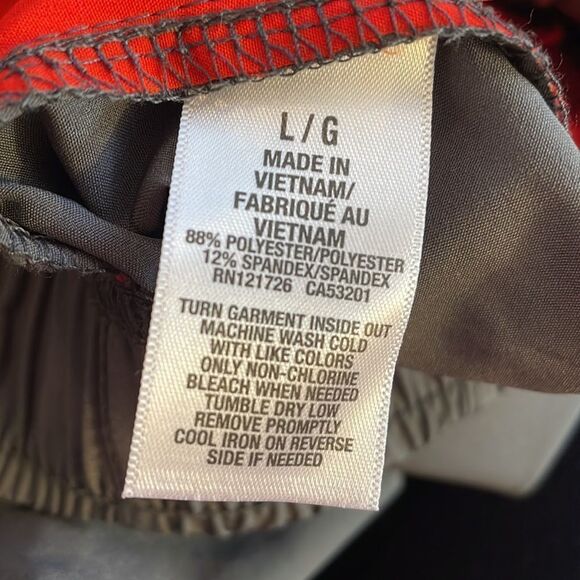 L/G
MADE IN
VIETNAM/
FABRIQUÉ AU
VIETNAM
88% POLYESTER/POLYESTER
12% SPANDEX/SPANDEX
RN121726 CA53201
TURN GARMENT INSIDE OUT
MACHINE WASH COLD
WITH LIKE COLORS
ONLY NON-CHLORINE
BLEACH WHEN NEEDED
TUMBLE DRY LOW
REMOVE PROMPTLY
COOL IRON ON REVERSE
SIDE IF NEEDED